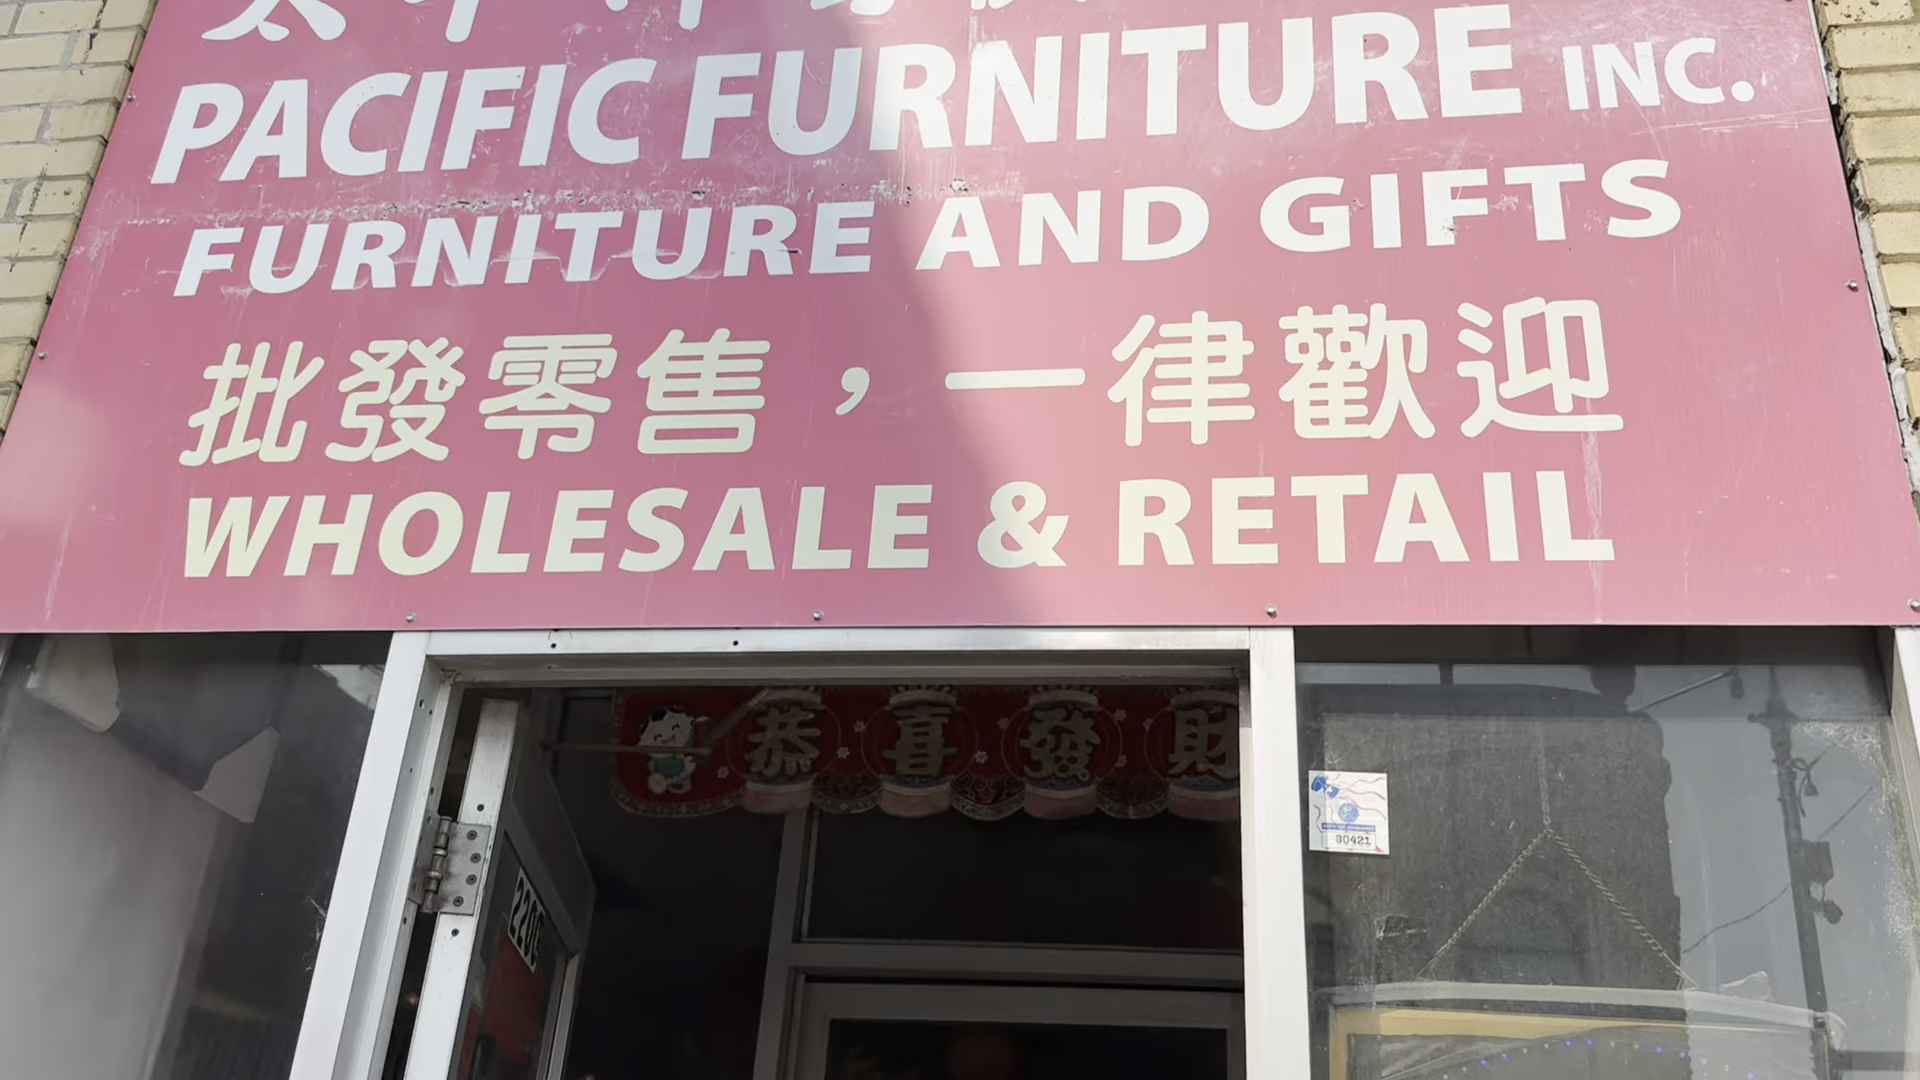 PACIFIC FURNITURE INC.
FURNITURE AND GIFTS
批發零售，一律歡迎
WHOLESALE & RETAIL
恭喜發財
80421